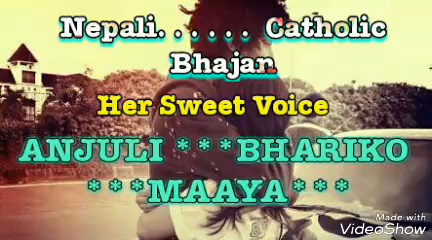 Nepali. . . . . . Catholic
Bhajan
Her Sweet Voice
ANJULI ***BHARIKO
***MAAYA***
Made with
VideoShow